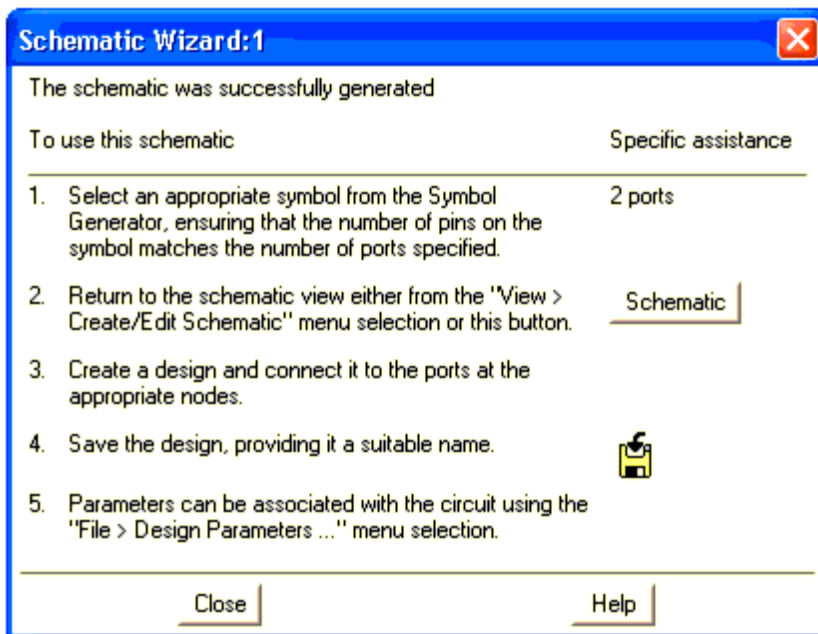 Schematic Wizard:1
The schematic was successfully generated
To use this schematic Specific assistance
1. Select an appropriate symbol from the Symbol 2 ports
Generator, ensuring that the number of pins on the
symbol matches the number of ports specified.
2. Return to the schematic view either from the "View > Schematic
Create/Edit Schematic" menu selection or this button.
3. Create a design and connect it to the ports at the
appropriate nodes.
4. Save the design, providing it a suitable name.
5. Parameters can be associated with the circuit using the
"File > Design Parameters ..." menu selection.
Close Help